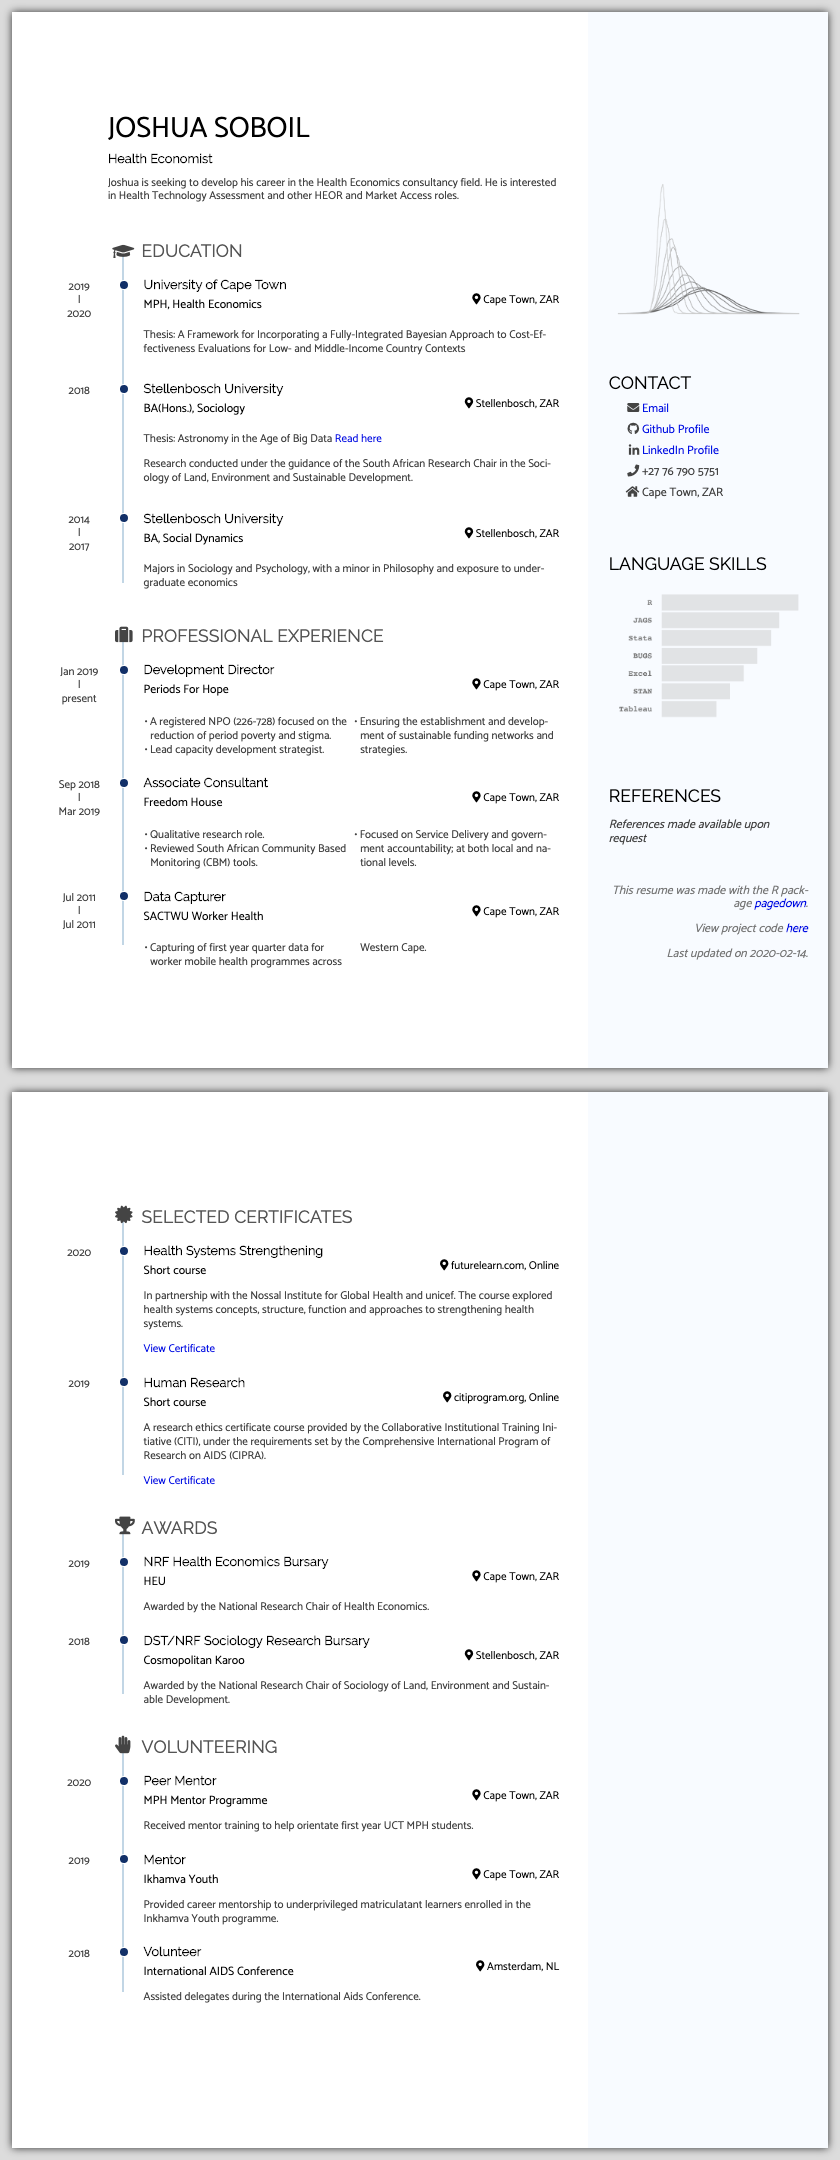 JOSHUA SOBOIL
Health Economist
Joshua is seeking to develop his career in the Health Economics consultancy field. He is interested
in Health Technology Assessment and other HEOR and Market Access roles.
EDUCATION
2019
|
2020
University of Cape Town
MPH, Health Economics
Cape Town, ZAR
Thesis: A Framework for Incorporating a Fully-Integrated Bayesian Approach to Cost-Ef-
fectiveness Evaluations for Low- and Middle-Income Country Contexts
2018
Stellenbosch University
BA(Hons.), Sociology
Stellenbosch, ZAR
Thesis: Astronomy in the Age of Big Data Read here
Research conducted under the guidance of the South African Research Chair in the Soci-
ology of Land, Environment and Sustainable Development.
2014
|
2017
Stellenbosch University
BA, Social Dynamics
Stellenbosch, ZAR
Majors in Sociology and Psychology, with a minor in Philosophy and exposure to under-
graduate economics
PROFESSIONAL EXPERIENCE
Jan 2019
|
present
Development Director
Periods For Hope
Cape Town, ZAR
• A registered NPO (226-728) focused on the
reduction of period poverty and stigma.
• Lead capacity development strategist.
• Ensuring the establishment and develop-
ment of sustainable funding networks and
strategies.
Sep 2018
|
Mar 2019
Associate Consultant
Freedom House
Cape Town, ZAR
• Qualitative research role.
• Reviewed South African Community Based
Monitoring (CBM) tools.
• Focused on Service Delivery and govern-
ment accountability; at both local and na-
tional levels.
Jul 2011
|
Jul 2011
Data Capturer
SACTWU Worker Health
Cape Town, ZAR
• Capturing of first year quarter data for
worker mobile health programmes across
Western Cape.
CONTACT
Email
Github Profile
LinkedIn Profile
+27 76 790 5751
Cape Town, ZAR
LANGUAGE SKILLS
R
JAGS
Stata
BUGS
Excel
STAN
Tableau
REFERENCES
References made available upon
request
This resume was made with the R pack-
age pagedown.
View project code here
Last updated on 2020-02-14.
SELECTED CERTIFICATES
2020
Health Systems Strengthening
Short course
futurelearn.com, Online
In partnership with the Nossal Institute for Global Health and unicef. The course explored
health systems concepts, structure, function and approaches to strengthening health
systems.
View Certificate
2019
Human Research
Short course
citiprogram.org, Online
A research ethics certificate course provided by the Collaborative Institutional Training Ini-
tiative (CITI), under the requirements set by the Comprehensive International Program of
Research on AIDS (CIPRA).
View Certificate
AWARDS
2019
NRF Health Economics Bursary
HEU
Cape Town, ZAR
Awarded by the National Research Chair of Health Economics.
2018
DST/NRF Sociology Research Bursary
Cosmopolitan Karoo
Stellenbosch, ZAR
Awarded by the National Research Chair of Sociology of Land, Environment and Sustain-
able Development.
VOLUNTEERING
2020
Peer Mentor
MPH Mentor Programme
Cape Town, ZAR
Received mentor training to help orientate first year UCT MPH students.
2019
Mentor
Ikhamva Youth
Cape Town, ZAR
Provided career mentorship to underprivileged matriculatant learners enrolled in the
Inkhamva Youth programme.
2018
Volunteer
International AIDS Conference
Amsterdam, NL
Assisted delegates during the International Aids Conference.